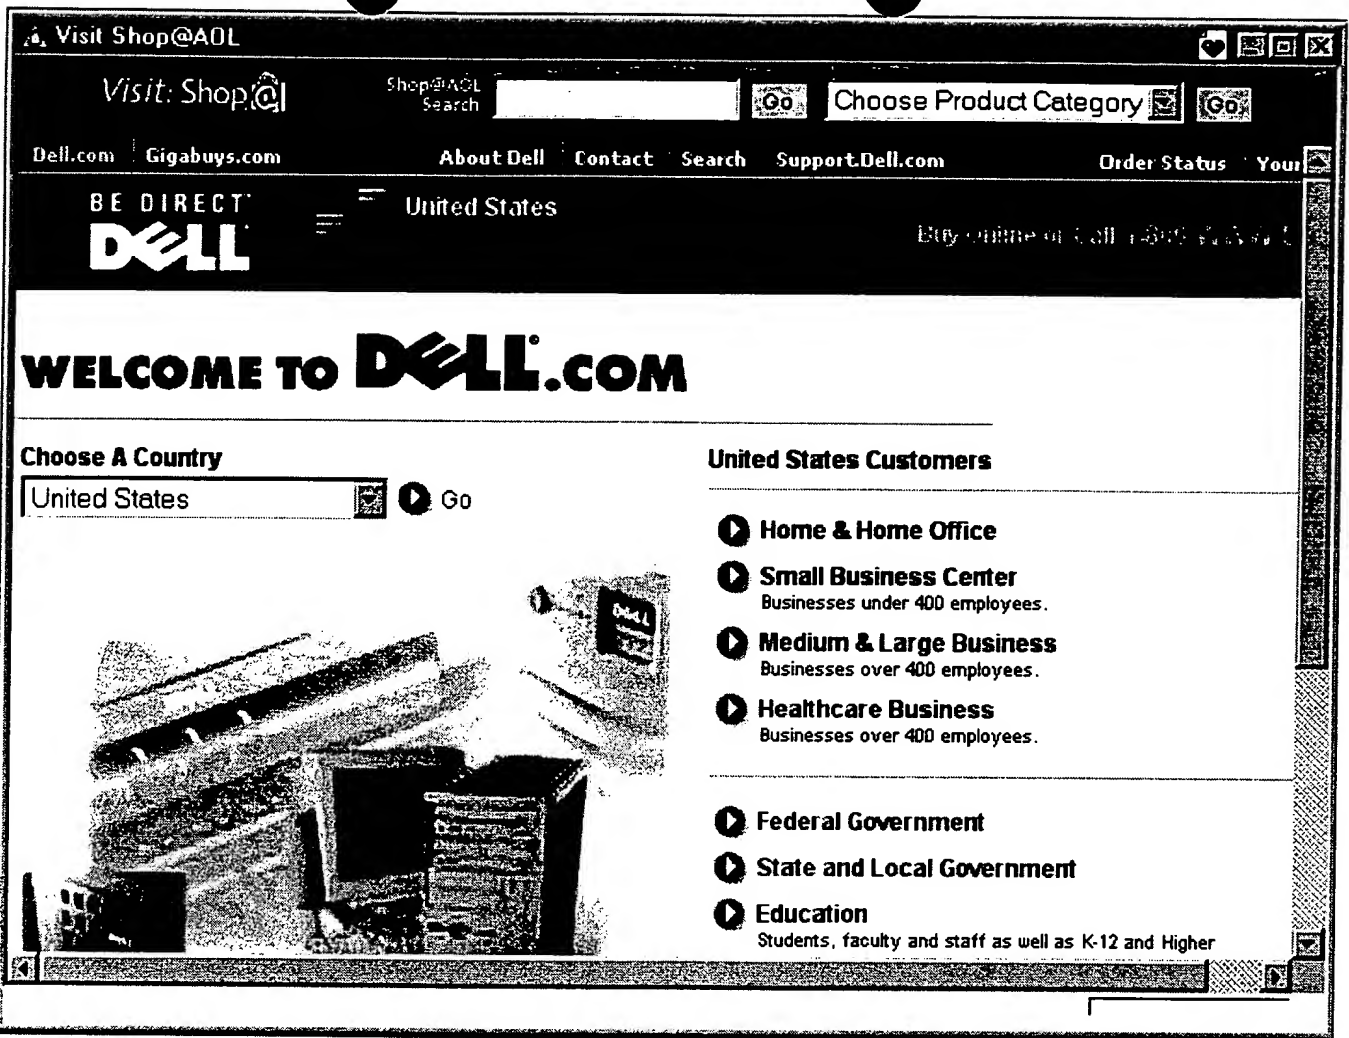 Visit Shop@AOL
Visit: Shop@
Shop@AOL
Search
Go
Choose Product Category
Go
Dell.com Gigabuys.com About Dell Contact Search Support.Dell.com Order Status Your
BE DIRECT
DELL
United States
Buy Online or Call
WELCOME TO DELL.COM
Choose A Country
United States
Go
United States Customers
Home & Home Office
Small Business Center
Businesses under 400 employees.
Medium & Large Business
Businesses over 400 employees.
Healthcare Business
Businesses over 400 employees.
Federal Government
State and Local Government
Education
Students, faculty and staff as well as K-12 and Higher